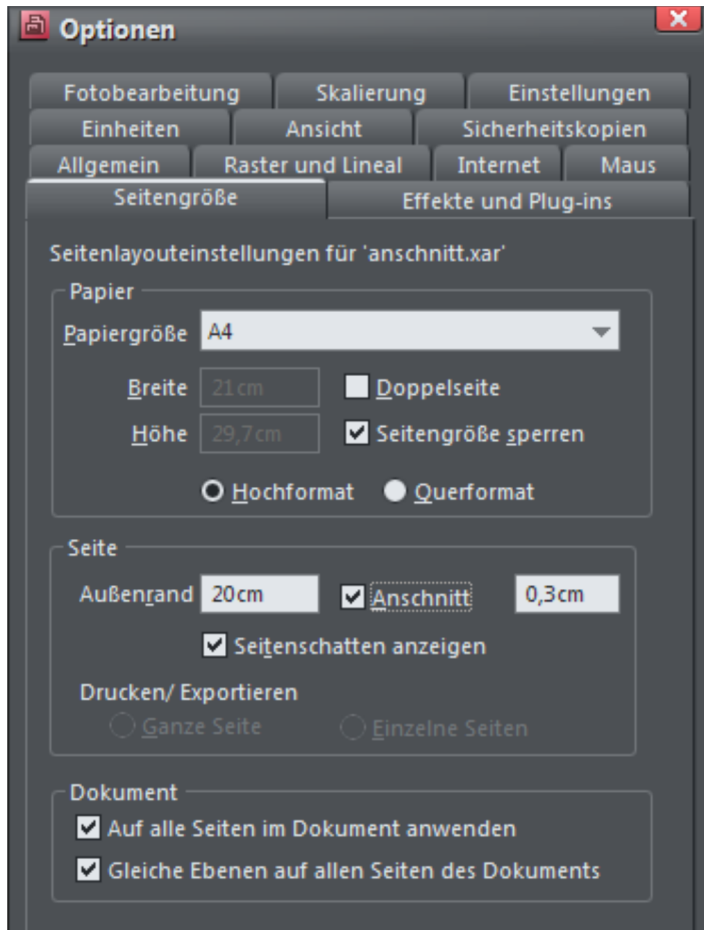 Optionen
Fotobearbeitung Skalierung Einstellungen
Einheiten Ansicht Sicherheitskopien
Allgemein Raster und Lineal Internet Maus
Seitengröße Effekte und Plug-ins
Seitenlayouteinstellungen für 'anschnitt.xar'
Papier
Papiergröße A4
Breite 21cm Doppelseite
Höhe 29,7cm Seitengröße sperren
Hochformat Querformat
Seite
Außenrand 20cm Anschnitt 0,3cm
Seitenschatten anzeigen
Drucken/ Exportieren
Ganze Seite Einzelne Seiten
Dokument
Auf alle Seiten im Dokument anwenden
Gleiche Ebenen auf allen Seiten des Dokuments